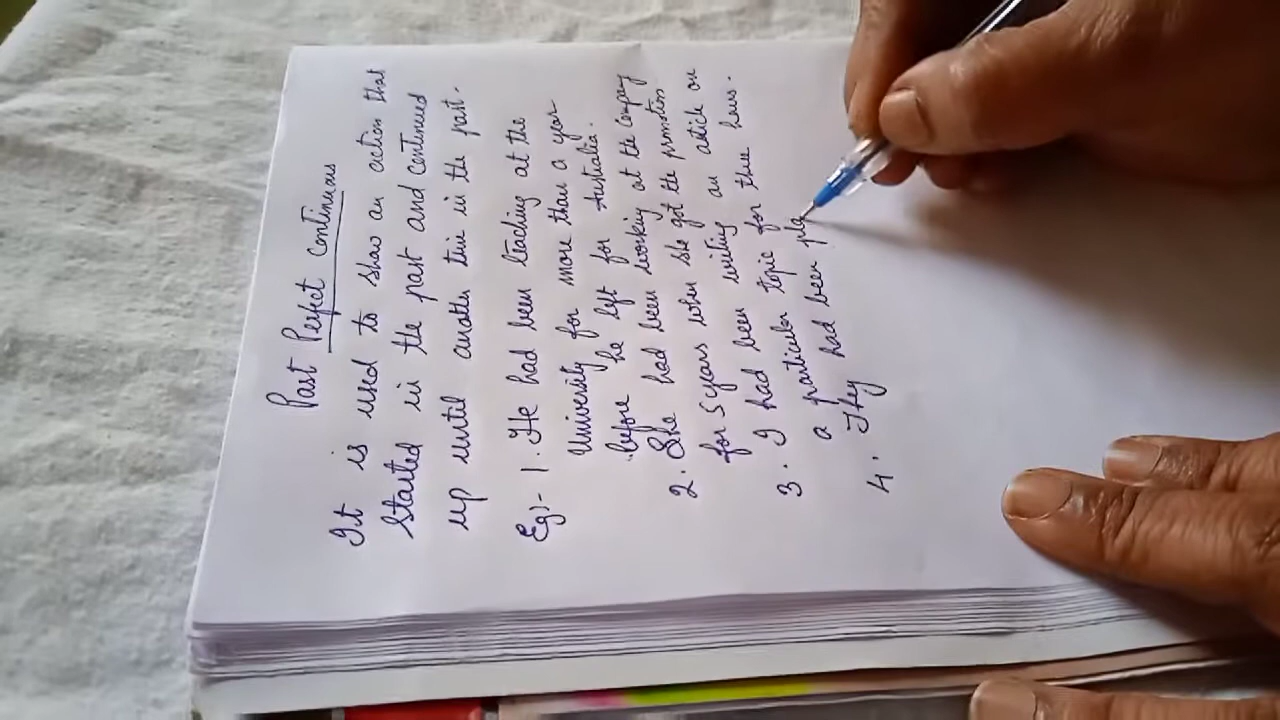 Past Perfect Continuous
It is used to show an action that
Started in the past and continued
up until another time in the past.
Eg:- 1. He had been teaching at the
University for more than a year
before he left for Australia.
2. She had been working at the Company
for 5 years when she got the promotion
3. I had been writing an article on
a particular topic for three hours.
4. They had been pla